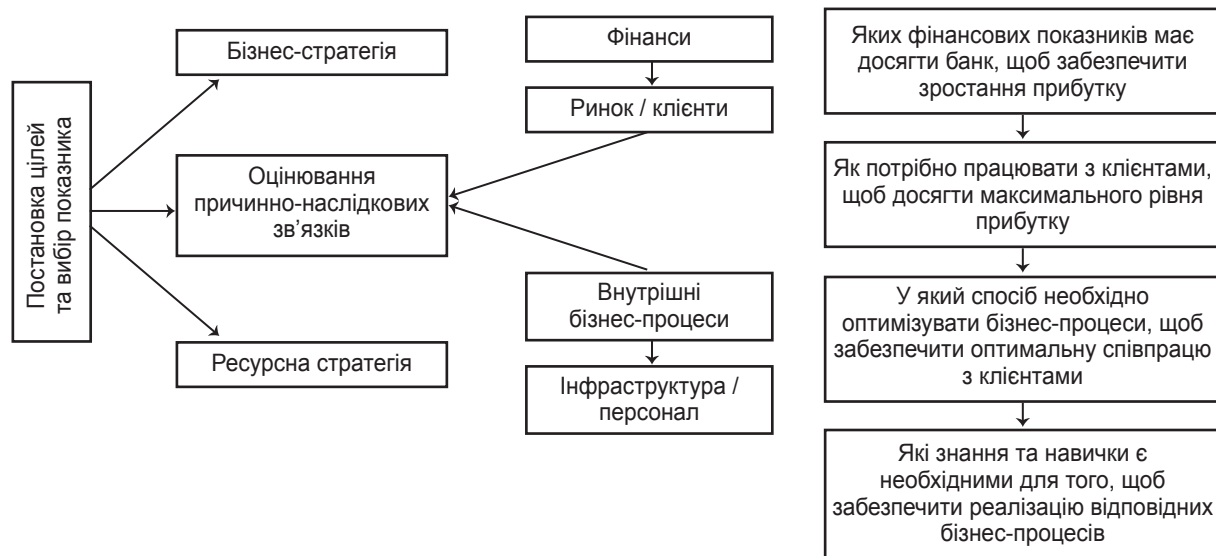 Постановка цілей
та вибір показника
Бізнес-стратегія
Оцінювання
причинно-наслідкових
зв’язків
Ресурсна стратегія
Фінанси
Ринок / клієнти
Внутрішні
бізнес-процеси
Інфраструктура /
персонал
Яких фінансових показників має
досягти банк, щоб забезпечити
зростання прибутку
Як потрібно працювати з клієнтами,
щоб досягти максимального рівня
прибутку
У який спосіб необхідно
оптимізувати бізнес-процеси, щоб
забезпечити оптимальну співпрацю
з клієнтами
Які знання та навички є
необхідними для того, щоб
забезпечити реалізацію відповідних
бізнес-процесів